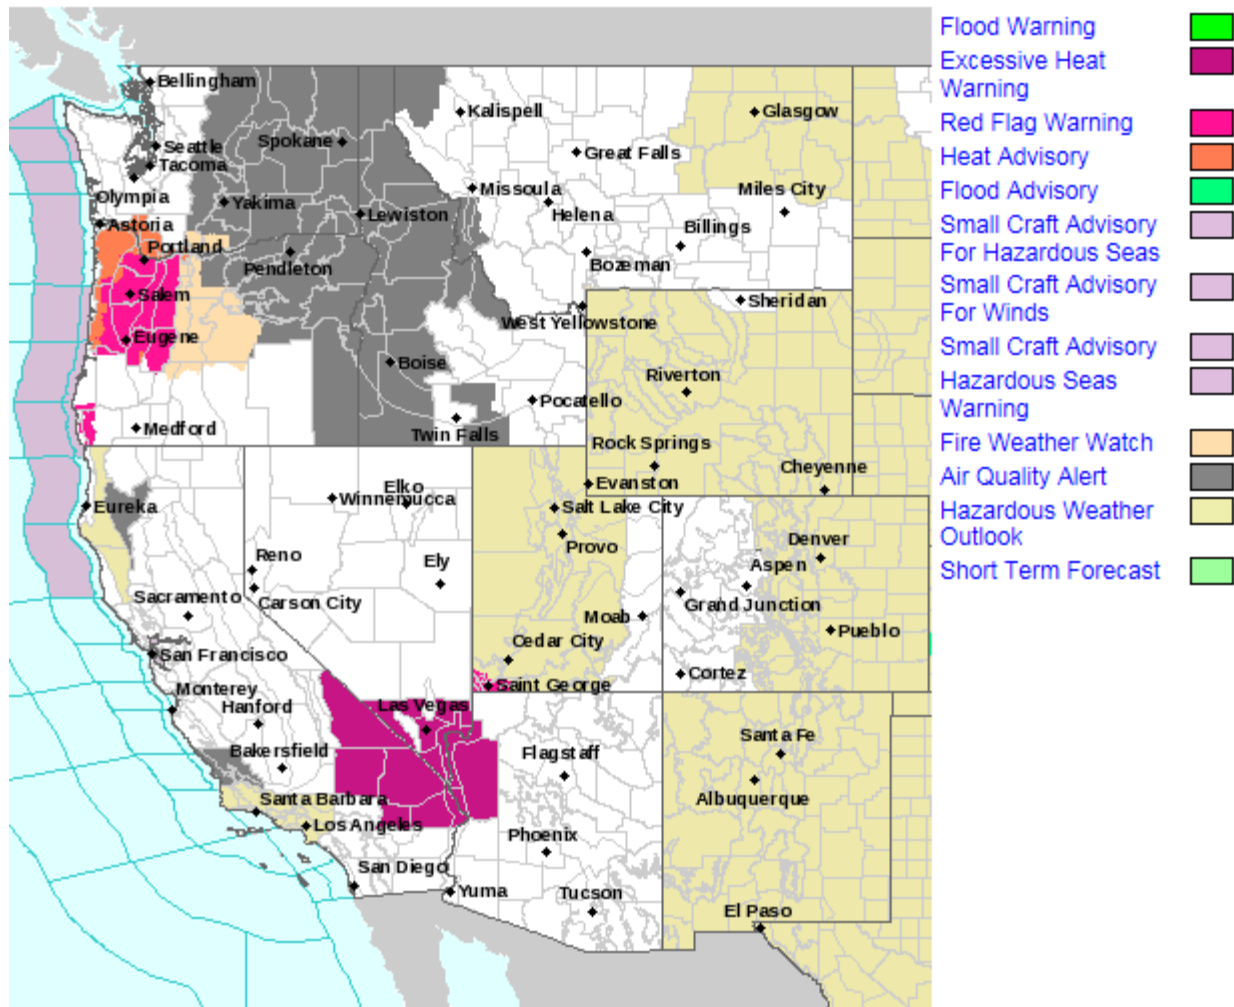 Bellingham
Seattle
Tacoma
Olympia
Spokane
Yakima
Astoria
Portland
Pendleton
Lewiston
Salem
Eugene
Medford
Boise
Twin Falls
Pocatello
Kalispell
Great Falls
Missoula
Helena
Bozeman
Billings
Miles City
Glasgow
West Yellowstone
Sheridan
Riverton
Rock Springs
Evanston
Cheyenne
Eureka
Elko
Winnemucca
Reno
Carson City
Ely
Sacramento
San Francisco
Monterey
Hanford
Bakersfield
Santa Barbara
Los Angeles
San Diego
Las Vegas
Salt Lake City
Provo
Moab
Cedar City
Saint George
Denver
Aspen
Grand Junction
Pueblo
Cortez
Flagstaff
Phoenix
Yuma
Tucson
Santa Fe
Albuquerque
El Paso
Flood Warning
Excessive Heat
Warning
Red Flag Warning
Heat Advisory
Flood Advisory
Small Craft Advisory
For Hazardous Seas
Small Craft Advisory
For Winds
Small Craft Advisory
Hazardous Seas
Warning
Fire Weather Watch
Air Quality Alert
Hazardous Weather
Outlook
Short Term Forecast